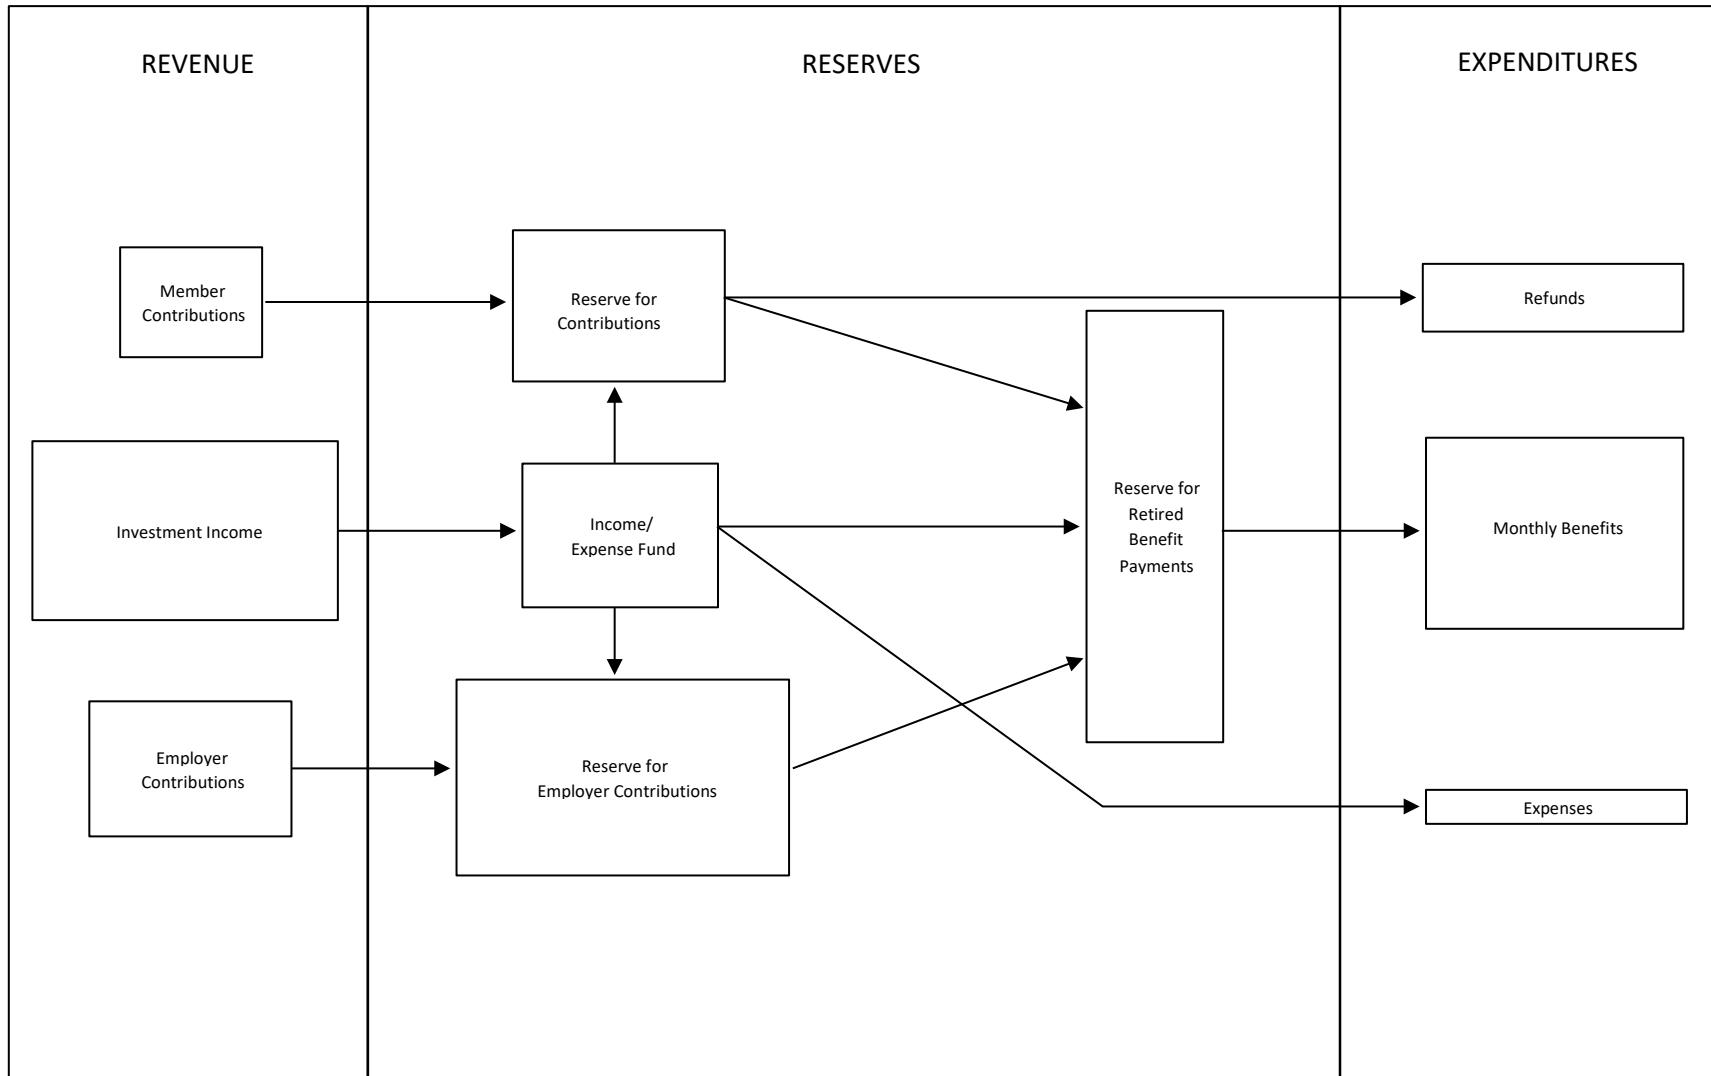 REVENUE
RESERVES
EXPENDITURES
Member
Contributions
Reserve for
Contributions
Refunds
Investment Income
Income/
Expense Fund
Reserve for
Retired
Benefit
Payments
Monthly Benefits
Employer
Contributions
Reserve for
Employer Contributions
Expenses